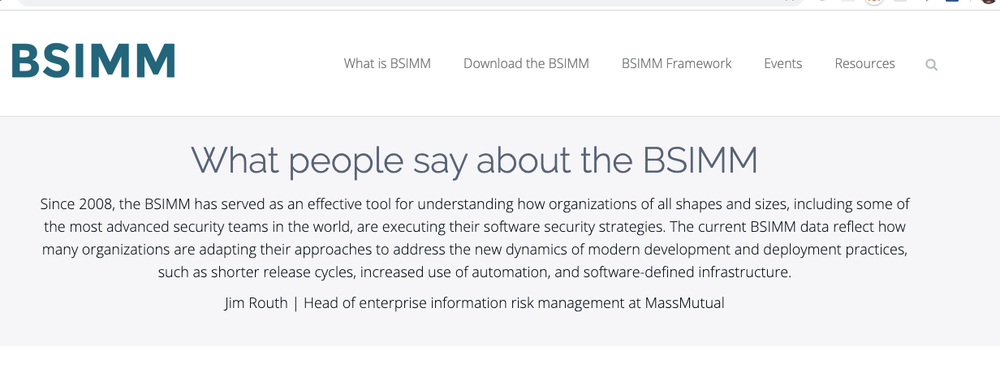 BSIMM
What is BSIMM Download the BSIMM BSIMM Framework Events Resources
What people say about the BSIMM
Since 2008, the BSIMM has served as an effective tool for understanding how organizations of all shapes and sizes, including some of
the most advanced security teams in the world, are executing their software security strategies. The current BSIMM data reflect how
many organizations are adapting their approaches to address the new dynamics of modern development and deployment practices,
such as shorter release cycles, increased use of automation, and software-defined infrastructure.
Jim Routh | Head of enterprise information risk management at MassMutual